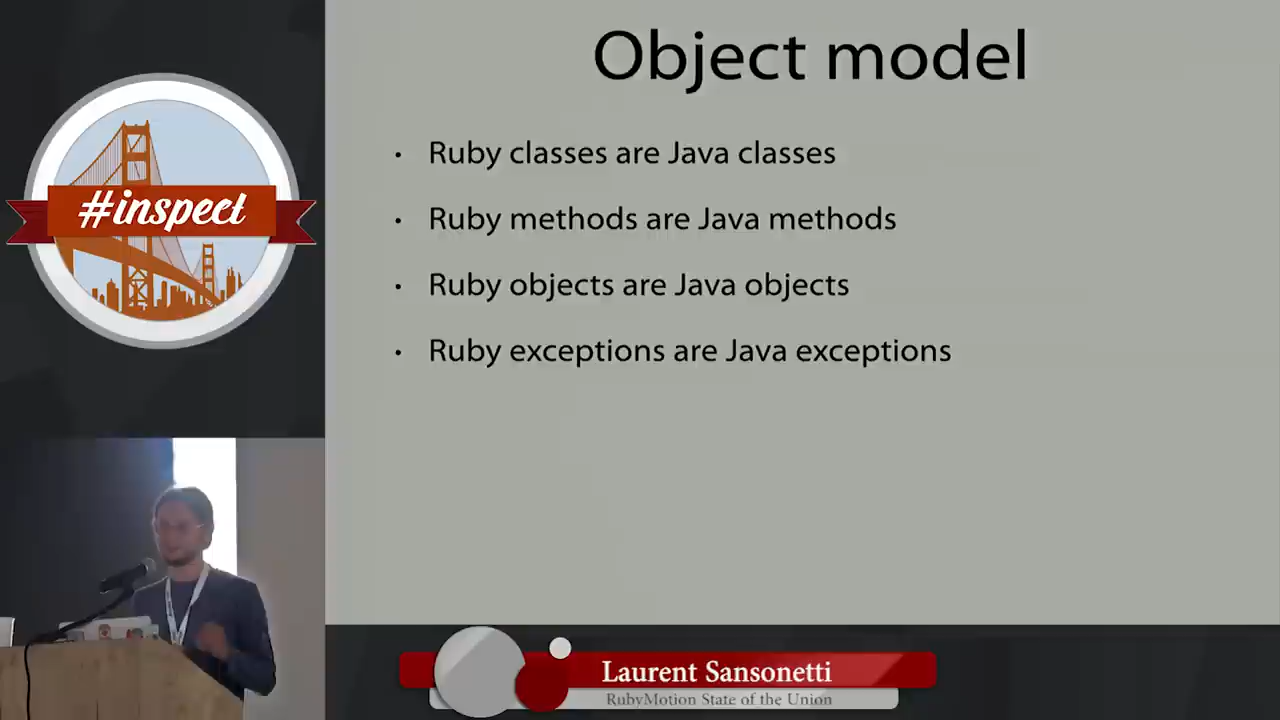 Object model
• Ruby classes are Java classes
• Ruby methods are Java methods
• Ruby objects are Java objects
• Ruby exceptions are Java exceptions
#inspect
Laurent Sansonetti
RubyMotion State of the Union